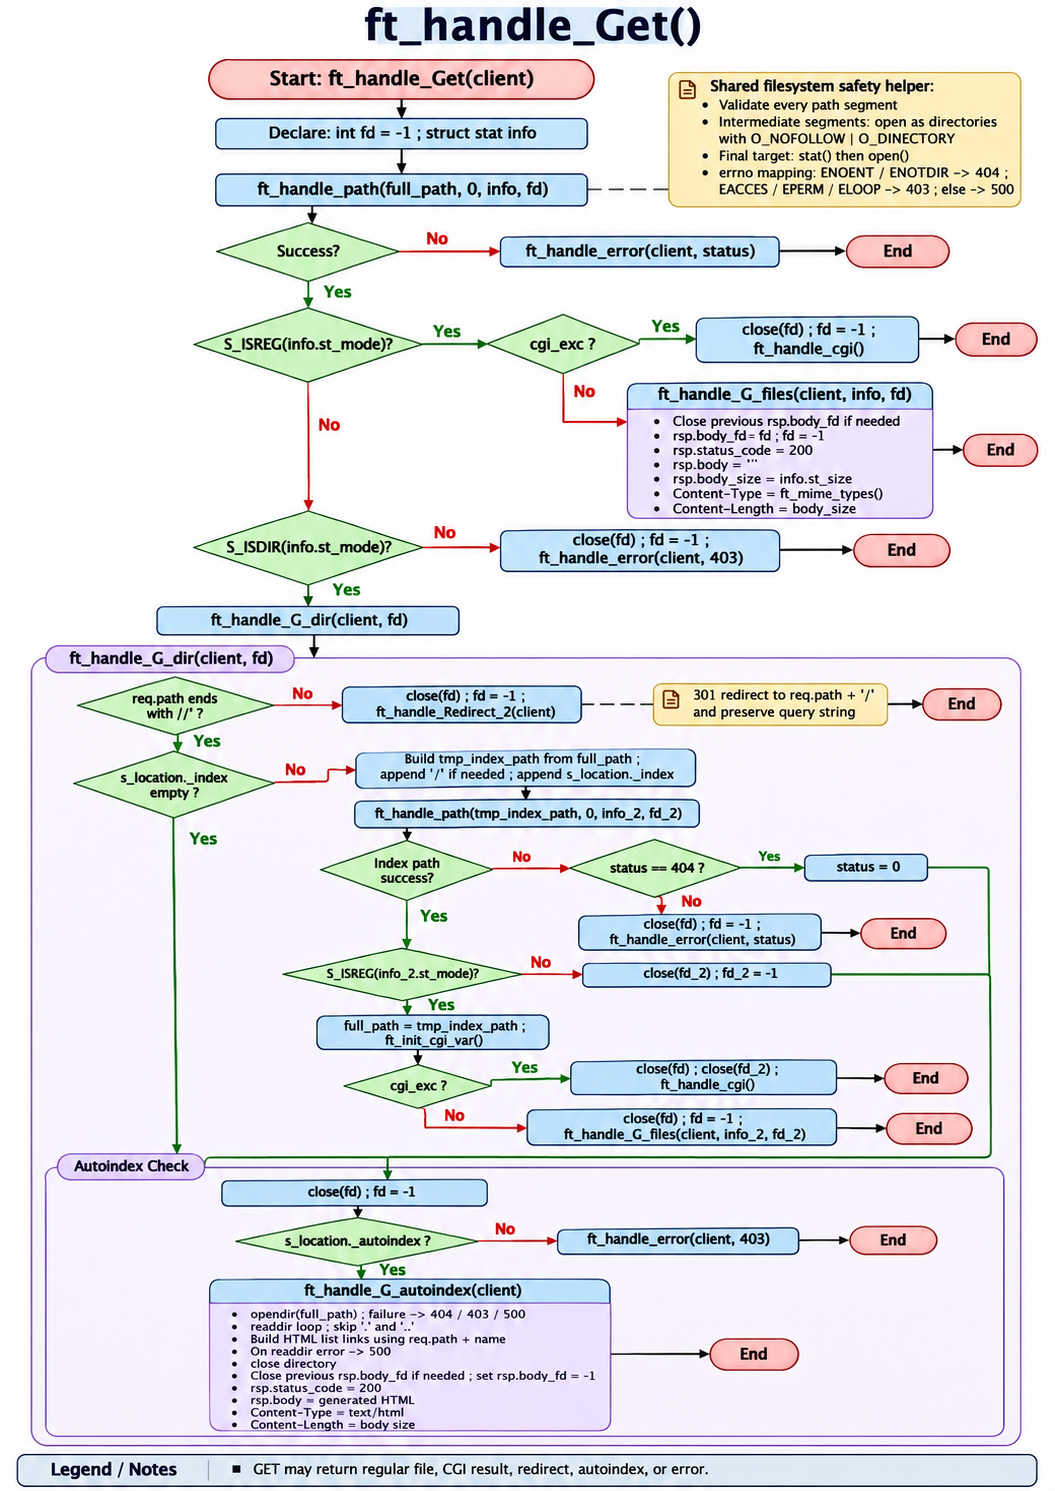 ft_handle_Get()
Start: ft_handle_Get(client)
Declare: int fd = -1 ; struct stat info
ft_handle_path(full_path, 0, info, fd)
Shared filesystem safety helper:
• Validate every path segment
• Intermediate segments: open as directories
with O_NOFOLLOW | O_DINECTORY
• Final target: stat() then open()
• errno mapping: ENOENT / ENOTDIR -> 404 ;
EACCES / EPERM / ELOOP -> 403 ; else -> 500
Success?
No
ft_handle_error(client, status)
End
Yes
S_ISREG(info.st_mode)?
Yes
cgi_exc ?
Yes
close(fd) ; fd = -1 ;
ft_handle_cgi()
End
No
ft_handle_G_files(client, info, fd)
• Close previous rsp.body_fd if needed
• rsp.body_fd = fd ; fd = -1
• rsp.status_code = 200
• rsp.body = ""
• rsp.body_size = info.st_size
• Content-Type = ft_mime_types()
• Content-Length = body_size
End
No
S_ISDIR(info.st_mode)?
No
close(fd) ; fd = -1 ;
ft_handle_error(client, 403)
End
Yes
ft_handle_G_dir(client, fd)
ft_handle_G_dir(client, fd)
req.path ends
with //' ?
No
close(fd) ; fd = -1 ;
ft_handle_Redirect_2(client)
301 redirect to req.path + '/'
and preserve query string
End
Yes
s_location._index
empty ?
No
Build tmp_index_path from full_path ;
append '/' if needed ; append s_location._index
ft_handle_path(tmp_index_path, 0, info_2, fd_2)
Yes
Index path
success?
No
status == 404 ?
Yes
status = 0
No
close(fd) ; fd = -1 ;
ft_handle_error(client, status)
End
Yes
S_ISREG(info_2.st_mode)?
No
close(fd_2) ; fd_2 = -1
Yes
full_path = tmp_index_path ;
ft_init_cgi_var()
cgi_exc ?
Yes
close(fd) ; close(fd_2) ;
ft_handle_cgi()
End
No
close(fd) ; fd = -1 ;
ft_handle_G_files(client, info_2, fd_2)
End
Autoindex Check
close(fd) ; fd = -1
s_location._autoindex ?
No
ft_handle_error(client, 403)
End
Yes
ft_handle_G_autoindex(client)
• opendir(full_path) ; failure -> 404 / 403 / 500
• readdir loop ; skip '.' and '..'
• Build HTML list links using req.path + name
• On readdir error -> 500
• close directory
• Close previous rsp.body_fd if needed ; set rsp.body_fd = -1
• rsp.status_code = 200
• rsp.body = generated HTML
• Content-Type = text/html
• Content-Length = body size
End
Legend / Notes
■ GET may return regular file, CGI result, redirect, autoindex, or error.